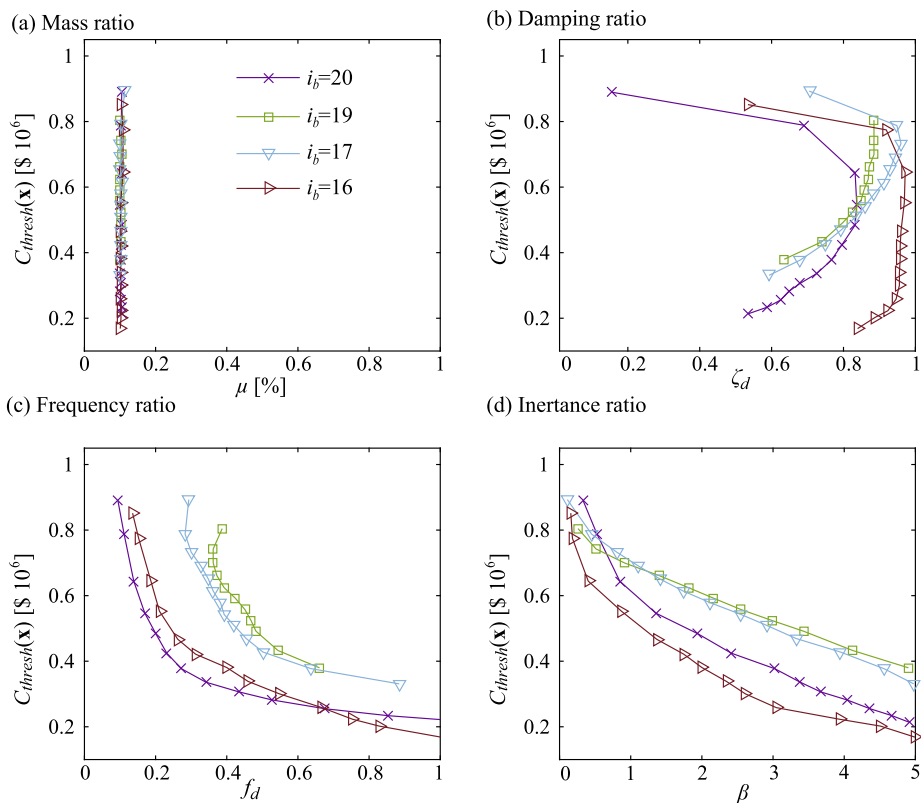 (a) Mass ratio
(b) Damping ratio
1
0.8
0.6
0.4
0.2
C_thresh(x) [$ 10^6]
i_b=20
i_b=19
i_b=17
i_b=16
0 0.2 0.4 0.6 0.8 1
μ [%]
1
0.8
0.6
0.4
0.2
C_thresh(x) [$ 10^6]
0 0.2 0.4 0.6 0.8 1
ζ_d
(c) Frequency ratio
(d) Inertance ratio
1
0.8
0.6
0.4
0.2
C_thresh(x) [$ 10^6]
0 0.2 0.4 0.6 0.8 1
f_d
1
0.8
0.6
0.4
0.2
C_thresh(x) [$ 10^6]
0 1 2 3 4 5
β